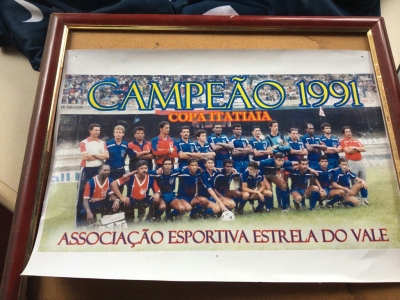 CAMPEÃO 1991
COPA ITATIAIA
ASSOCIAÇÃO ESPORTIVA ESTRELA DO VALE